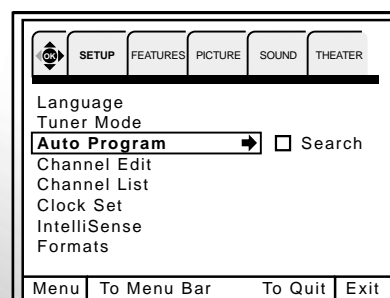 OK SETUP FEATURES PICTURE SOUND THEATER
Language
Tuner Mode
Auto Program Search
Channel Edit
Channel List
Clock Set
IntelliSense
Formats
Menu To Menu Bar To Quit Exit